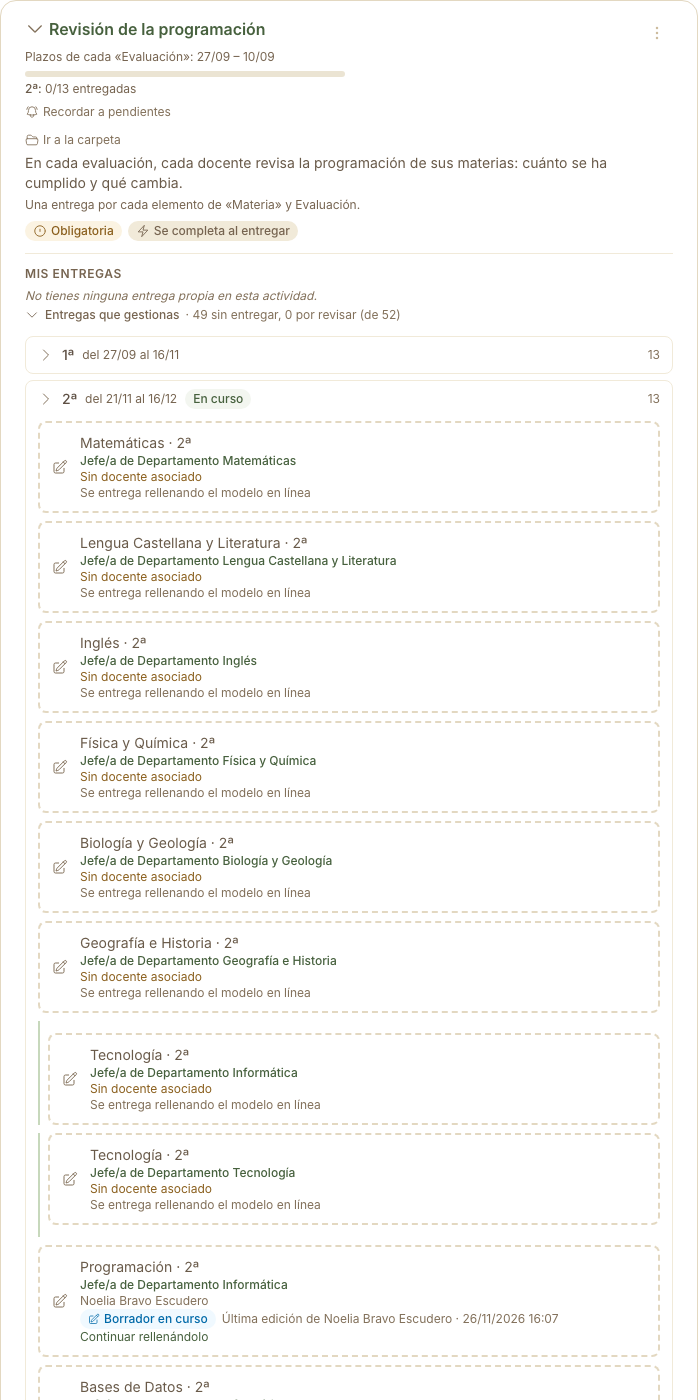 Revisión de la programación
Plazos de cada «Evaluación»: 27/09 – 10/09
2ª: 0/13 entregadas
Recordar a pendientes
Ir a la carpeta
En cada evaluación, cada docente revisa la programación de sus materias: cuánto se ha
cumplido y qué cambia.
Una entrega por cada elemento de «Materia» y Evaluación.
Obligatoria Se completa al entregar
MIS ENTREGAS
No tienes ninguna entrega propia en esta actividad.
Entregas que gestionas · 49 sin entregar, 0 por revisar (de 52)
1ª del 27/09 al 16/11 13
2ª del 21/11 al 16/12 En curso 13
Matemáticas · 2ª
Jefe/a de Departamento Matemáticas
Sin docente asociado
Se entrega rellenando el modelo en línea
Lengua Castellana y Literatura · 2ª
Jefe/a de Departamento Lengua Castellana y Literatura
Sin docente asociado
Se entrega rellenando el modelo en línea
Inglés · 2ª
Jefe/a de Departamento Inglés
Sin docente asociado
Se entrega rellenando el modelo en línea
Física y Química · 2ª
Jefe/a de Departamento Física y Química
Sin docente asociado
Se entrega rellenando el modelo en línea
Biología y Geología · 2ª
Jefe/a de Departamento Biología y Geología
Sin docente asociado
Se entrega rellenando el modelo en línea
Geografía e Historia · 2ª
Jefe/a de Departamento Geografía e Historia
Sin docente asociado
Se entrega rellenando el modelo en línea
Tecnología · 2ª
Jefe/a de Departamento Informática
Sin docente asociado
Se entrega rellenando el modelo en línea
Tecnología · 2ª
Jefe/a de Departamento Tecnología
Sin docente asociado
Se entrega rellenando el modelo en línea
Programación · 2ª
Jefe/a de Departamento Informática
Noelia Bravo Escudero
Borrador en curso Última edición de Noelia Bravo Escudero · 26/11/2026 16:07
Continuar rellenándolo
Bases de Datos · 2ª